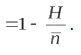 =1 - H/n̅.